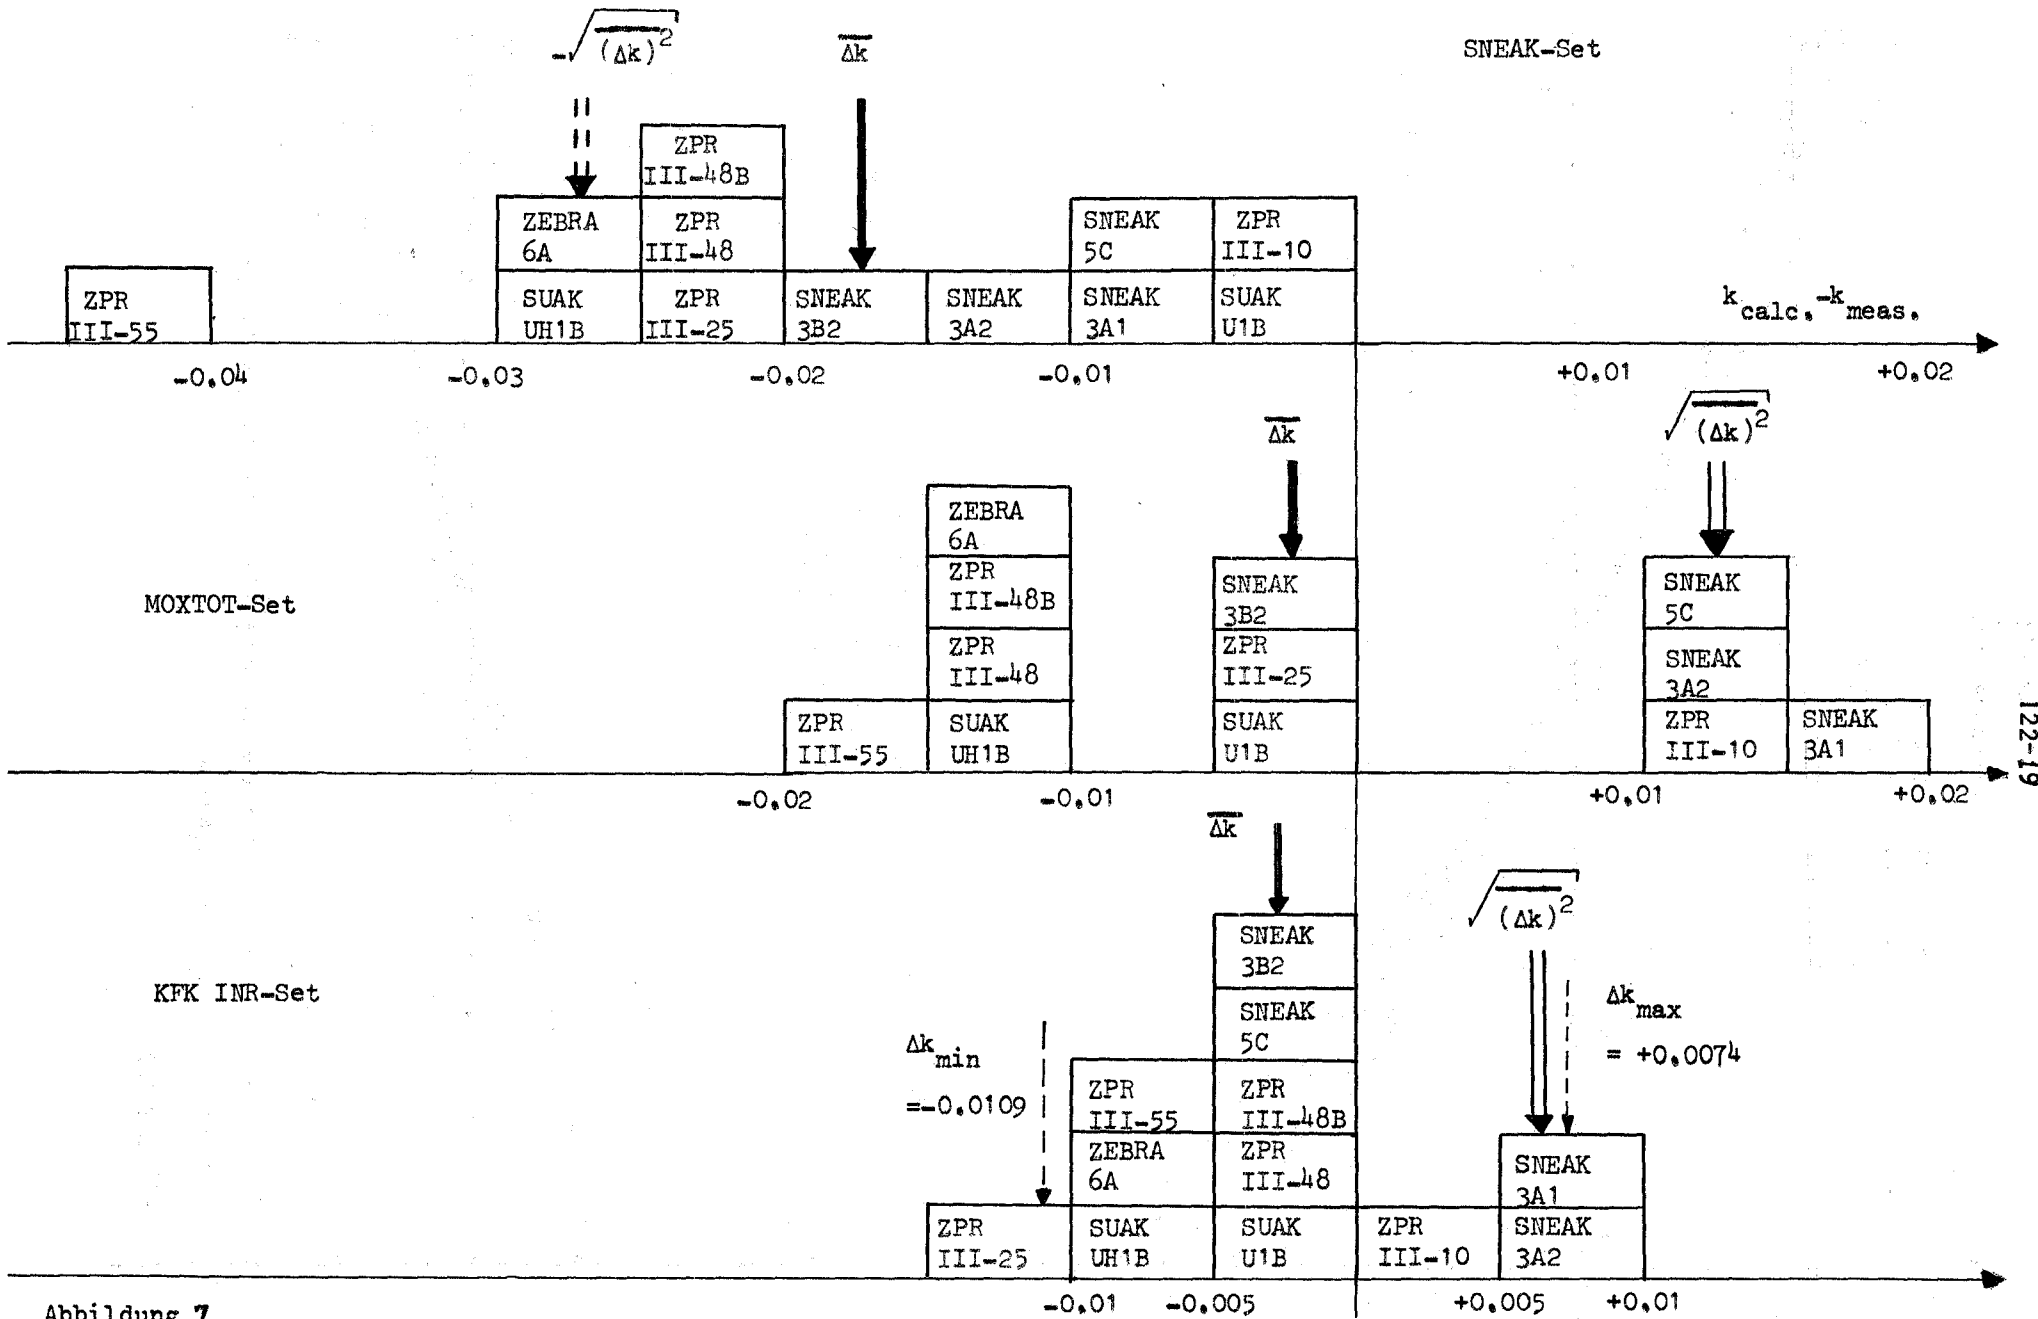 -√(Δk)²
Δk
SNEAK-Set
ZPR
III-48B
ZEBRA
6A
ZPR
III-48
SNEAK
5C
ZPR
III-10
ZPR
III-55
SUAK
UH1B
ZPR
III-25
SNEAK
3B2
SNEAK
3A2
SNEAK
3A1
SUAK
U1B
k calc. -k meas.
-0.04
-0.03
-0.02
-0.01
+0.01
+0.02
Δk
√(Δk)²
MOXTOT-Set
ZEBRA
6A
ZPR
III-48B
ZPR
III-48
ZPR
III-55
SUAK
UH1B
SNEAK
3B2
ZPR
III-25
SUAK
U1B
SNEAK
5C
SNEAK
3A2
ZPR
III-10
SNEAK
3A1
122-19
-0.02
-0.01
+0.01
+0.02
Δk
√(Δk)²
KFK INR-Set
Δk min
=-0.0109
Δk max
= +0.0074
SNEAK
3B2
SNEAK
5C
ZPR
III-55
ZPR
III-48B
ZEBRA
6A
ZPR
III-48
SNEAK
3A1
ZPR
III-25
SUAK
UH1B
SUAK
U1B
ZPR
III-10
SNEAK
3A2
-0.01
-0.005
+0.005
+0.01
Abbildung 7